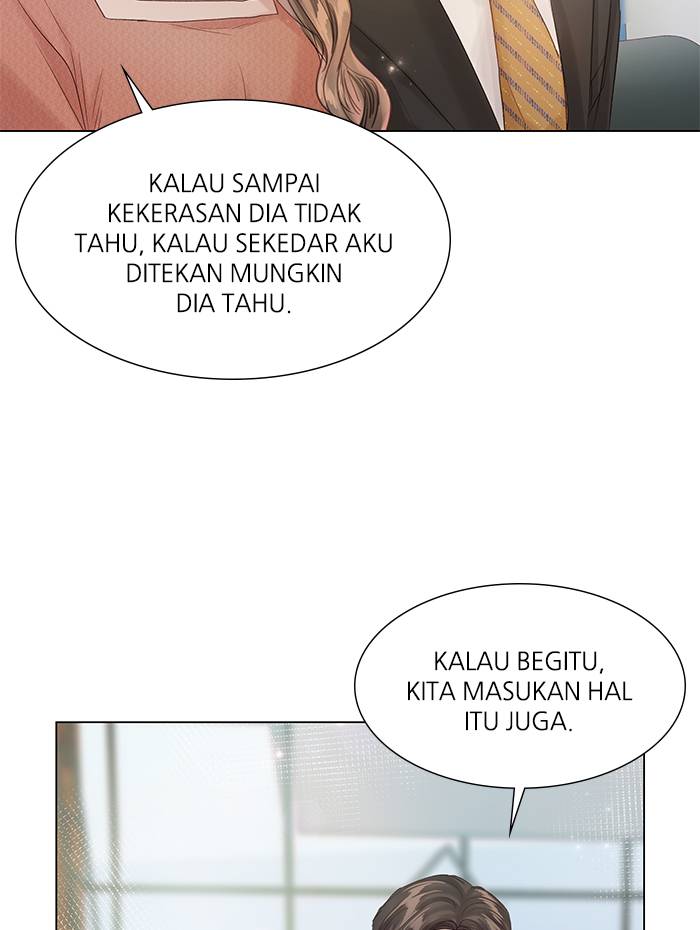 KALAU SAMPAI
KEKERASAN DIA TIDAK
TAHU, KALAU SEKEDAR AKU
DITEKAN MUNGKIN
DIA TAHU.
KALAU BEGITU,
KITA MASUKAN HAL
ITU JUGA.